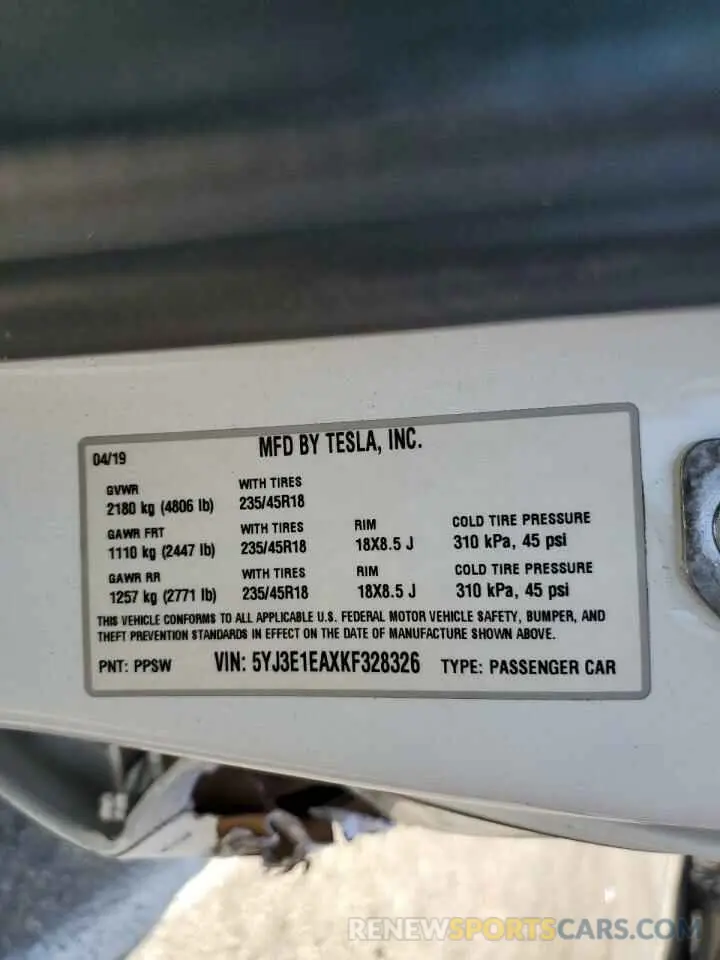 04/19 MFD BY TESLA, INC.
GVWR WITH TIRES
2180 kg (4806 lb) 235/45R18
GAWR FRT WITH TIRES RIM COLD TIRE PRESSURE
1110 kg (2447 lb) 235/45R18 18X8.5 J 310 kPa, 45 psi
GAWR RR WITH TIRES RIM COLD TIRE PRESSURE
1257 kg (2771 lb) 235/45R18 18X8.5 J 310 kPa, 45 psi
THIS VEHICLE CONFORMS TO ALL APPLICABLE U.S. FEDERAL MOTOR VEHICLE SAFETY, BUMPER, AND
THEFT PREVENTION STANDARDS IN EFFECT ON THE DATE OF MANUFACTURE SHOWN ABOVE.
PNT: PPSW VIN: 5YJ3E1EAXKF328326 TYPE: PASSENGER CAR
RENEWSPORTSCARS.COM